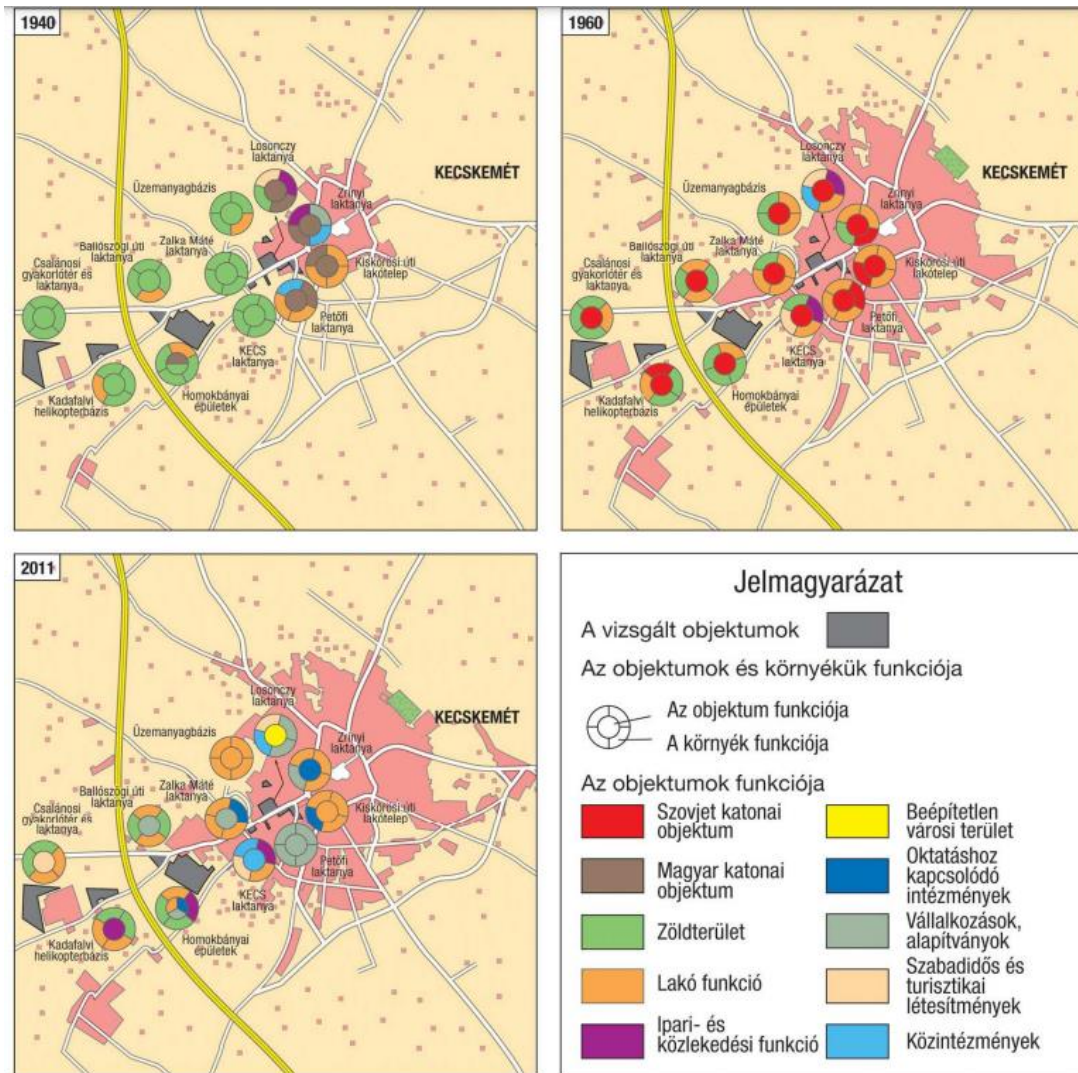 1940
Losonczy
laktanya
KECSKEMÉT
Üzemanyagbázis
Zrínyi
laktanya
Ballószögi úti
laktanya
Zalka Máté
laktanya
Csalánosi
gyakorlótér és
laktanya
Kiskőrösi úti
lakótelep
Petőfi
laktanya
KECS
laktanya
Homokbányai
épületek
Kadafalvi
helikopterbázis
1960
Losonczy
laktanya
KECSKEMÉT
Üzemanyagbázis
Zrínyi
laktanya
Ballószögi úti
laktanya
Zalka Máté
laktanya
Csalánosi
gyakorlótér és
laktanya
Kiskőrösi úti
lakótelep
Petőfi
laktanya
KECS
laktanya
Homokbányai
épületek
Kadafalvi
helikopterbázis
2011
Losonczy
laktanya
KECSKEMÉT
Üzemanyagbázis
Zrínyi
laktanya
Ballószögi úti
laktanya
Zalka Máté
laktanya
Csalánosi
gyakorlótér és
laktanya
Kiskőrösi úti
lakótelep
Petőfi
laktanya
KECS
laktanya
Homokbányai
épületek
Kadafalvi
helikopterbázis
Jelmagyarázat
A vizsgált objektumok
Az objektumok és környékük funkciója
Az objektum funkciója
A környék funkciója
Az objektumok funkciója
Szovjet katonai
objektum
Magyar katonai
objektum
Zöldterület
Lakó funkció
Ipari- és
közlekedési funkció
Beépítetlen
városi terület
Oktatáshoz
kapcsolódó
intézmények
Vállalkozások,
alapítványok
Szabadidős és
turisztikai
létesítmények
Közintézmények